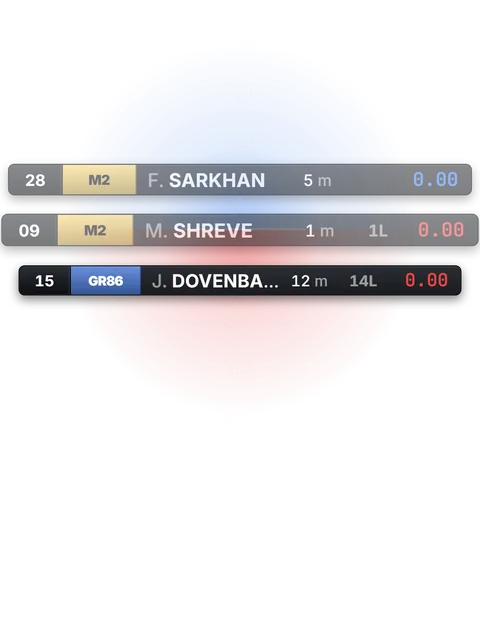 28 M2 F. SARKHAN 5 m 0.00
09 M2 M. SHREVE 1 m 1L 0.00
15 GR86 J. DOVENBA... 12 m 14L 0.00